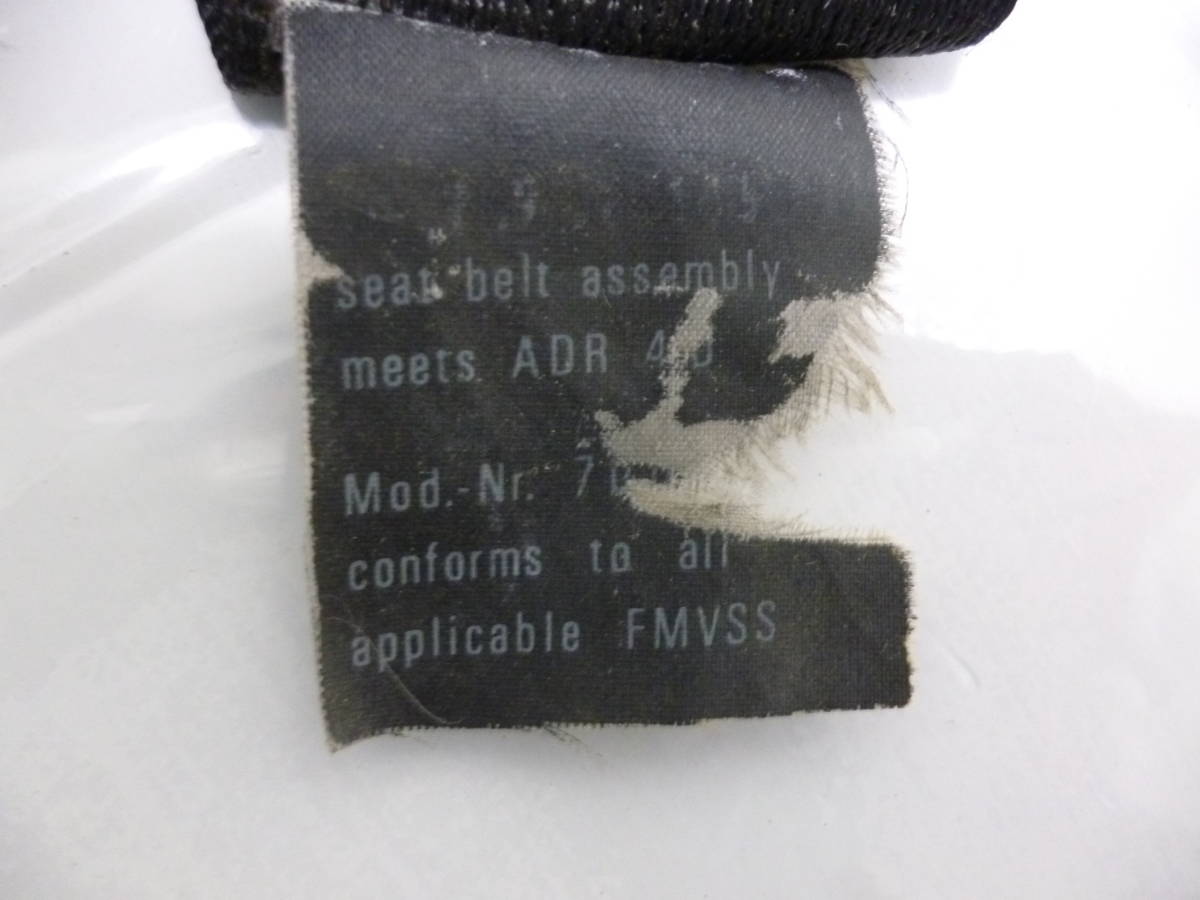 seat belt assembly
meets ADR
Mod.-Nr.
conforms to all
applicable FMVSS